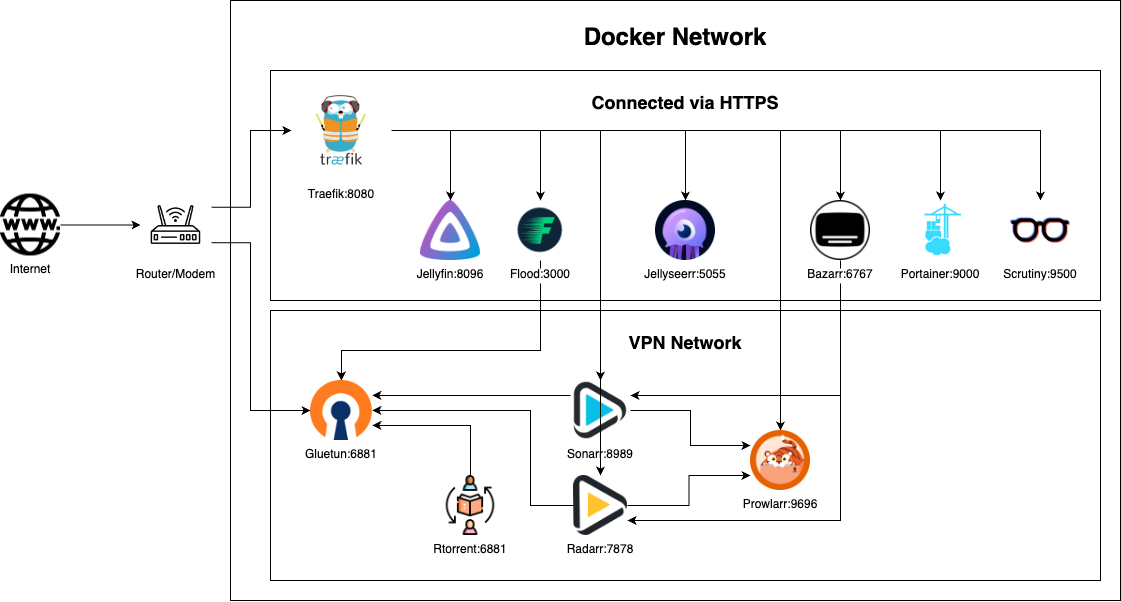 Docker Network
Connected via HTTPS
træfik
Traefik:8080
WWW.
Internet
Router/Modem
Jellyfin:8096
Flood:3000
Jellyseerr:5055
Bazarr:6767
Portainer:9000
Scrutiny:9500
VPN Network
Gluetun:6881
Sonarr:8989
Prowlarr:9696
Rtorrent:6881
Radarr:7878